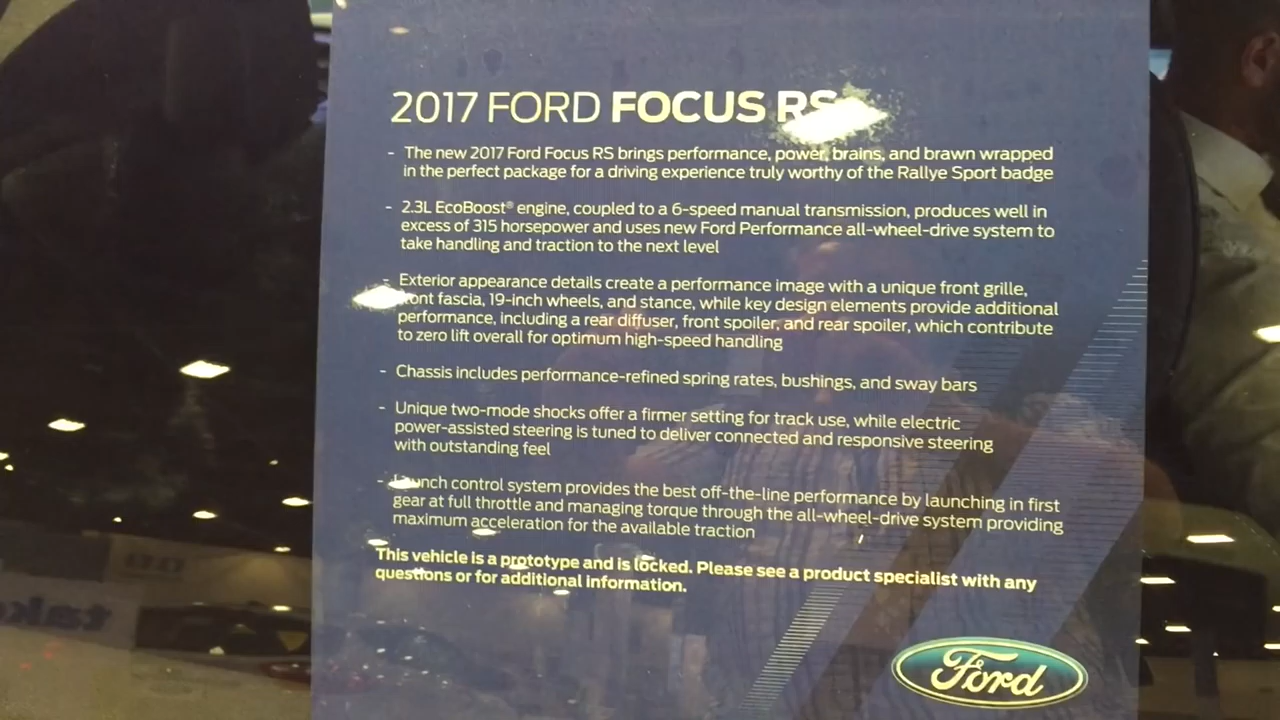 2017 FORD FOCUS RS
- The new 2017 Ford Focus RS brings performance, power, brains, and brawn wrapped
in the perfect package for a driving experience truly worthy of the Rallye Sport badge
- 2.3L EcoBoost® engine, coupled to a 6-speed manual transmission, produces well in
excess of 315 horsepower and uses new Ford Performance all-wheel-drive system to
take handling and traction to the next level
- Exterior appearance details create a performance image with a unique front grille,
front fascia, 19-inch wheels, and stance, while key design elements provide additional
performance, including a rear diffuser, front spoiler, and rear spoiler, which contribute
to zero lift overall for optimum high-speed handling
- Chassis includes performance-refined spring rates, bushings, and sway bars
- Unique two-mode shocks offer a firmer setting for track use, while electric
power-assisted steering is tuned to deliver connected and responsive steering
with outstanding feel
- Launch control system provides the best off-the-line performance by launching in first
gear at full throttle and managing torque through the all-wheel-drive system providing
maximum acceleration for the available traction
This vehicle is a prototype and is locked. Please see a product specialist with any
questions or for additional information.
Ford